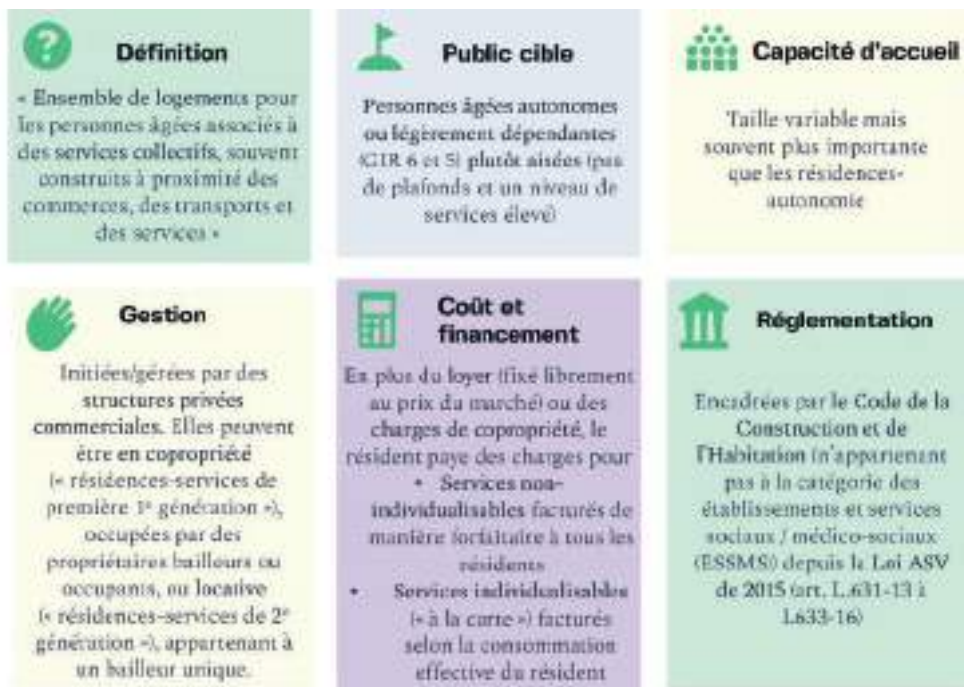 Définition
« Ensemble de logements pour
les personnes âgées associés à
des services collectifs, souvent
construits à proximité des
commerces, des transports et
des services »
Public cible
Personnes âgées autonomes
ou légèrement dépendantes
(GIR 6 et 5) plutôt aisées (pas
de plafonds et un niveau de
services élevé)
Capacité d'accueil
Taille variable mais
souvent plus importante
que les résidences-
autonomie
Gestion
Initiées/gérées par des
structures privées
commerciales. Elles peuvent
être en copropriété
(« résidences-services de
première 1e génération »),
occupées par des
propriétaires bailleurs ou
occupants, ou locative
(« résidences-services de 2e
génération »), appartenant à
un bailleur unique.
Coût et
financement
En plus du loyer (fixé librement
au prix du marché) ou des
charges de copropriété, le
résident paye des charges pour
• Services non-
individualisables facturés de
manière forfaitaire à tous les
résidents
• Services individualisables
(« à la carte ») facturés
selon la consommation
effective du résident
Réglementation
Encadrées par le Code de la
Construction et de
l'Habitation (n'appartenant
pas à la catégorie des
établissements et services
sociaux / médico-sociaux
(ESSMS) depuis la Loi ASV
de 2015 (art. L.631-13 à
L633-16)